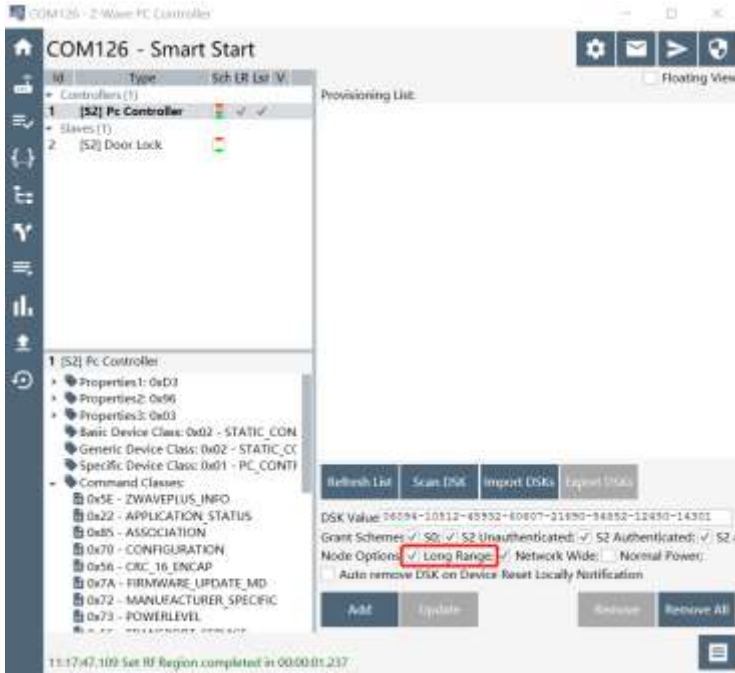 COM126 - Z-Wave PC Controller
COM126 - Smart Start
Id Type Sch LR Lst V
Controllers (1)
1 [S2] Pc Controller
Slaves (1)
2 [S2] Door Lock
Floating View
Provisioning List:
1 [S2] Pc Controller
Properties1: 0xD3
Properties2: 0x96
Properties3: 0x03
Basic Device Class: 0x02 - STATIC_CON
Generic Device Class: 0x02 - STATIC_CC
Specific Device Class: 0x01 - PC_CONTI
Command Classes:
0x5E - ZWAVEPLUS_INFO
0x22 - APPLICATION_STATUS
0x85 - ASSOCIATION
0x70 - CONFIGURATION
0x56 - CRC_16_ENCAP
0x7A - FIRMWARE_UPDATE_MD
0x72 - MANUFACTURER_SPECIFIC
0x73 - POWERLEVEL
Refresh List Scan DSK Import DSKs Export DSKs
DSK Value:
Grant Schemes S0: S2 Unauthenticated: S2 Authenticated: S2
Node Options Long Range: Network Wide: Normal Power:
Auto remove DSK on Device Reset Locally Notification
Add Update Remove Remove All
11:17:47.109 Set RF Region completed in 00:00:01.237